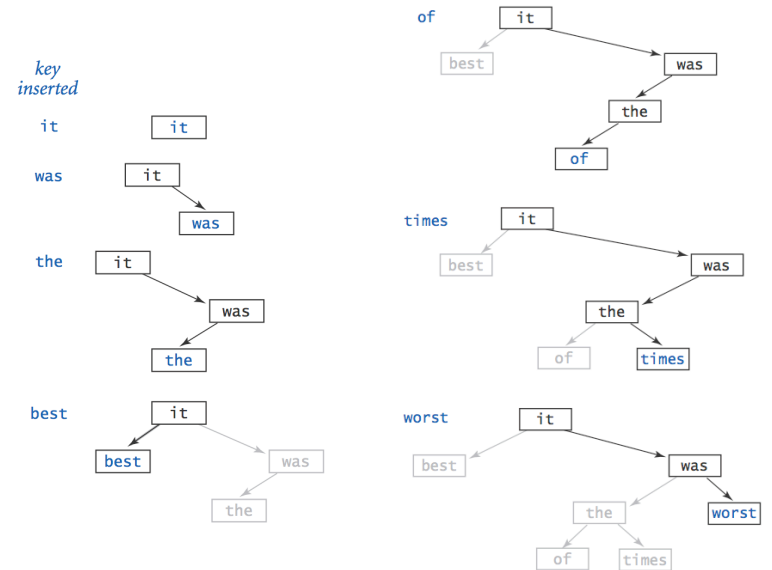 key
inserted
it
it
was
it
was
the
it
was
the
best
it
best
was
the
of
it
best
was
the
of
times
it
best
was
the
of
times
worst
it
best
was
the
worst
of
times